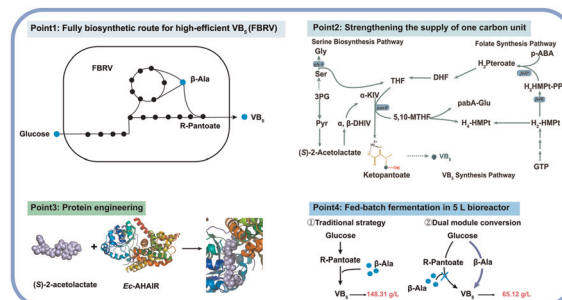 Point1: Fully biosynthetic route for high-efficient VB5 (FBRV)
FBRV
β-Ala
Glucose
VB5
R-Pantoate
Point2: Strengthening the supply of one carbon unit
Serine Biosynthesis Pathway
Folate Synthesis Pathway
Gly
p-ABA
Ser
THF
DHF
H2Pteroate
H2HMPt-PP
3PG
α-KIV
pabA-Glu
Pyr
α, β-DHIV
5,10-MTHF
H4-HMPt
H2-HMPt
(S)-2-Acetolactate
VB5
Ketopantoate
VB5 Synthesis Pathway
GTP
Point3: Protein engineering
+
(S)-2-acetolactate
Ec-AHAIR
Point4: Fed-batch fermentation in 5 L bioreactor
①Traditional strategy
②Dual module conversion
Glucose
Glucose
R-Pantoate
β-Ala
R-Pantoate
β-Ala
β-Ala
VB5
148.31 g/L
VB5
65.12 g/L